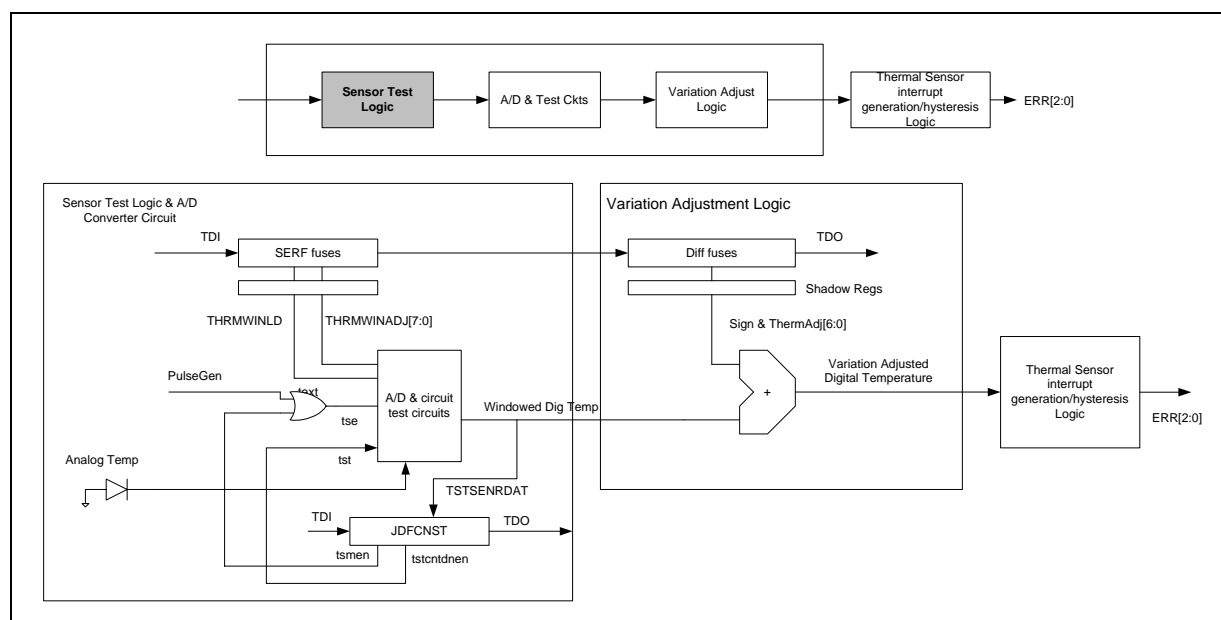 Sensor Test
Logic
A/D & Test Ckts
Variation Adjust
Logic
Thermal Sensor
interrupt
generation/hysteresis
Logic
ERR[2:0]
Sensor Test Logic & A/D
Converter Circuit
TDI
SERF fuses
THRMWINLD
THRMWINADJ[7:0]
PulseGen
text
tse
A/D & circuit
test circuits
tst
Analog Temp
Windowed Dig Temp
TSTSENRDAT
TDI
JDFCNST
TDO
tsmen
tstcntdnen
Variation Adjustment Logic
Diff fuses
TDO
Shadow Regs
Sign & ThermAdj[6:0]
+
Variation Adjusted
Digital Temperature
Thermal Sensor
interrupt
generation/hysteresis
Logic
ERR[2:0]